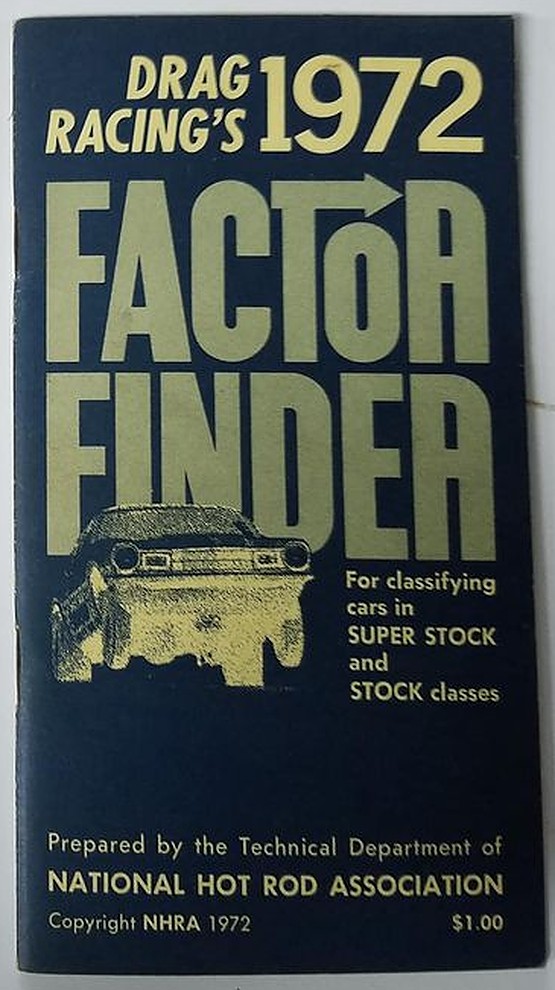 DRAG
RACING'S 1972
FACTOR
FINDER
For classifying
cars in
SUPER STOCK
and
STOCK classes
Prepared by the Technical Department of
NATIONAL HOT ROD ASSOCIATION
Copyright NHRA 1972 $1.00